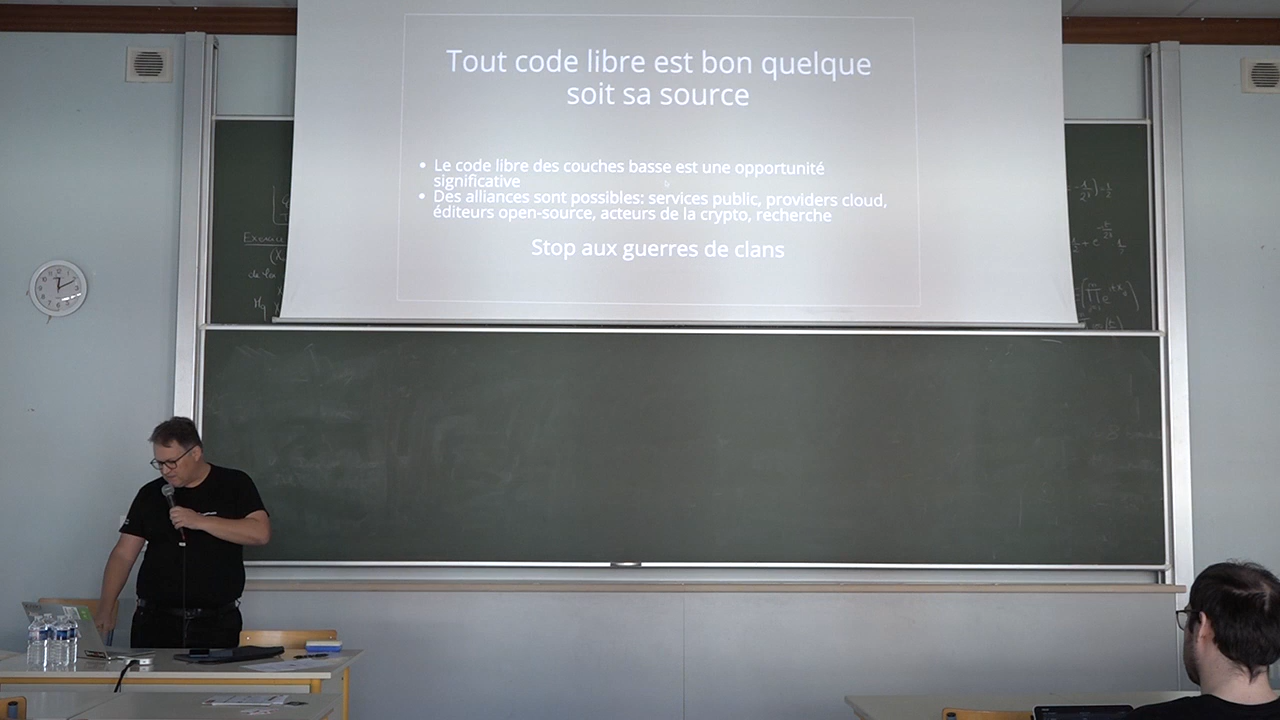 Tout code libre est bon quelque
soit sa source
• Le code libre des couches basse est une opportunité
significative
• Des alliances sont possibles: services public, providers cloud,
éditeurs open-source, acteurs de la crypto, recherche
Stop aux guerres de clans
de la